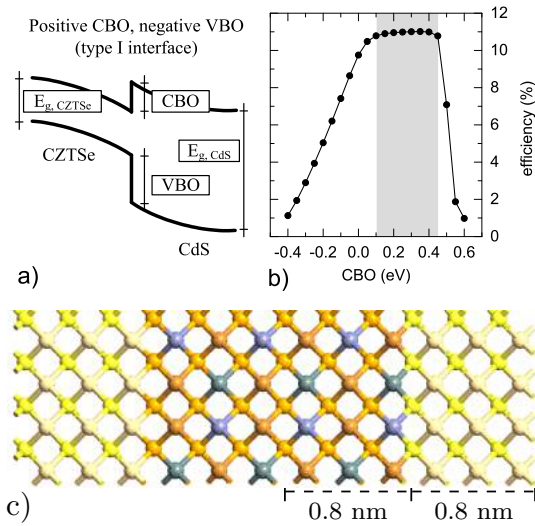 Positive CBO, negative VBO
(type I interface)
E_g, CZTSe
CBO
CZTSe
E_g, CdS
VBO
CdS
a)
12
10
8
6
4
2
0
efficiency (%)
-0.4 -0.2 0.0 0.2 0.4 0.6
CBO (eV)
b)
c)
0.8 nm 0.8 nm